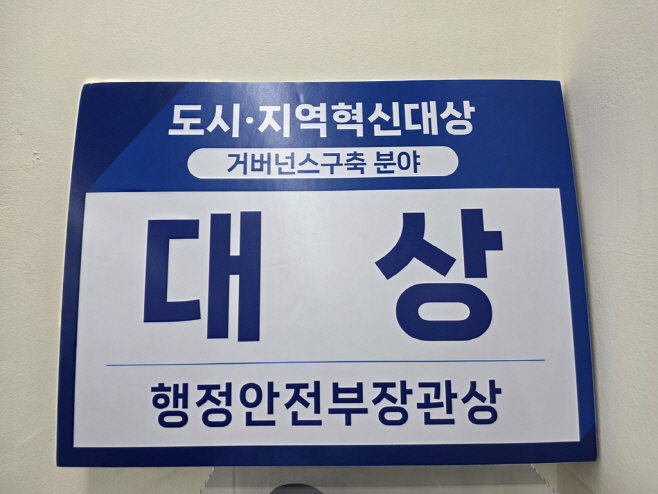 도시·지역혁신대상
거버넌스구축 분야
대 상
행정안전부장관상